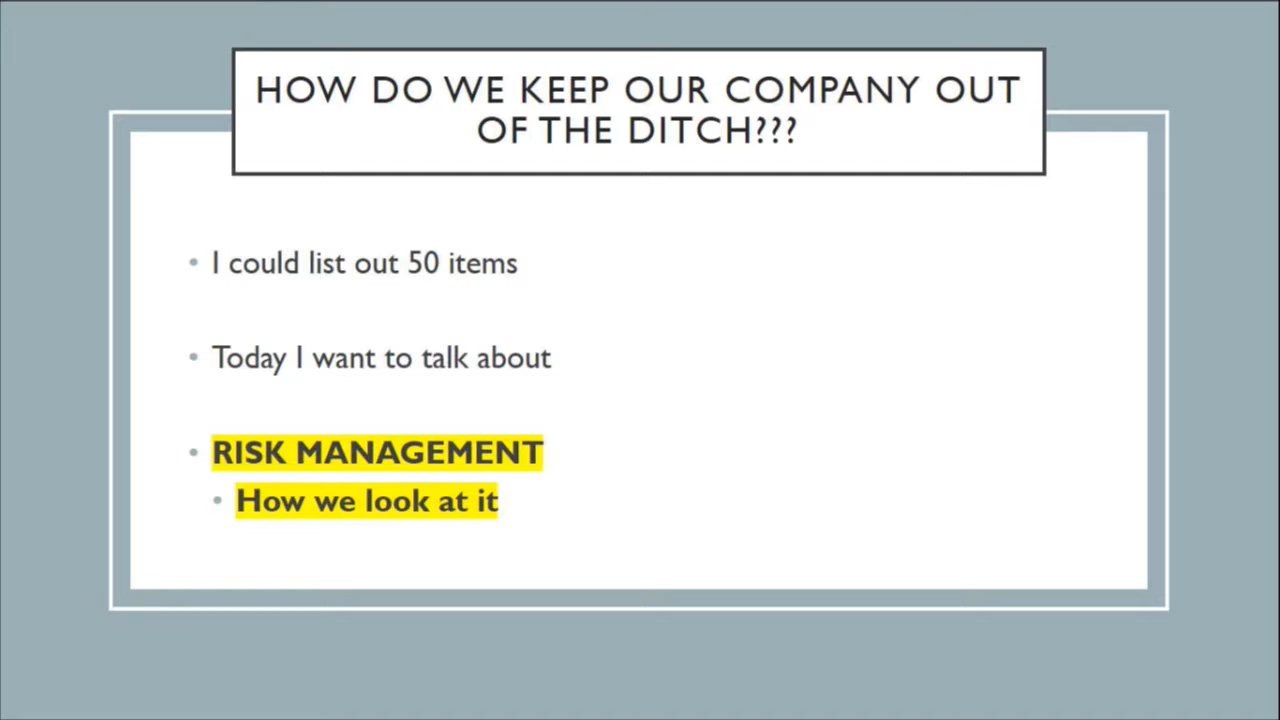 HOW DO WE KEEP OUR COMPANY OUT
OF THE DITCH???
• I could list out 50 items
• Today I want to talk about
• RISK MANAGEMENT
• How we look at it